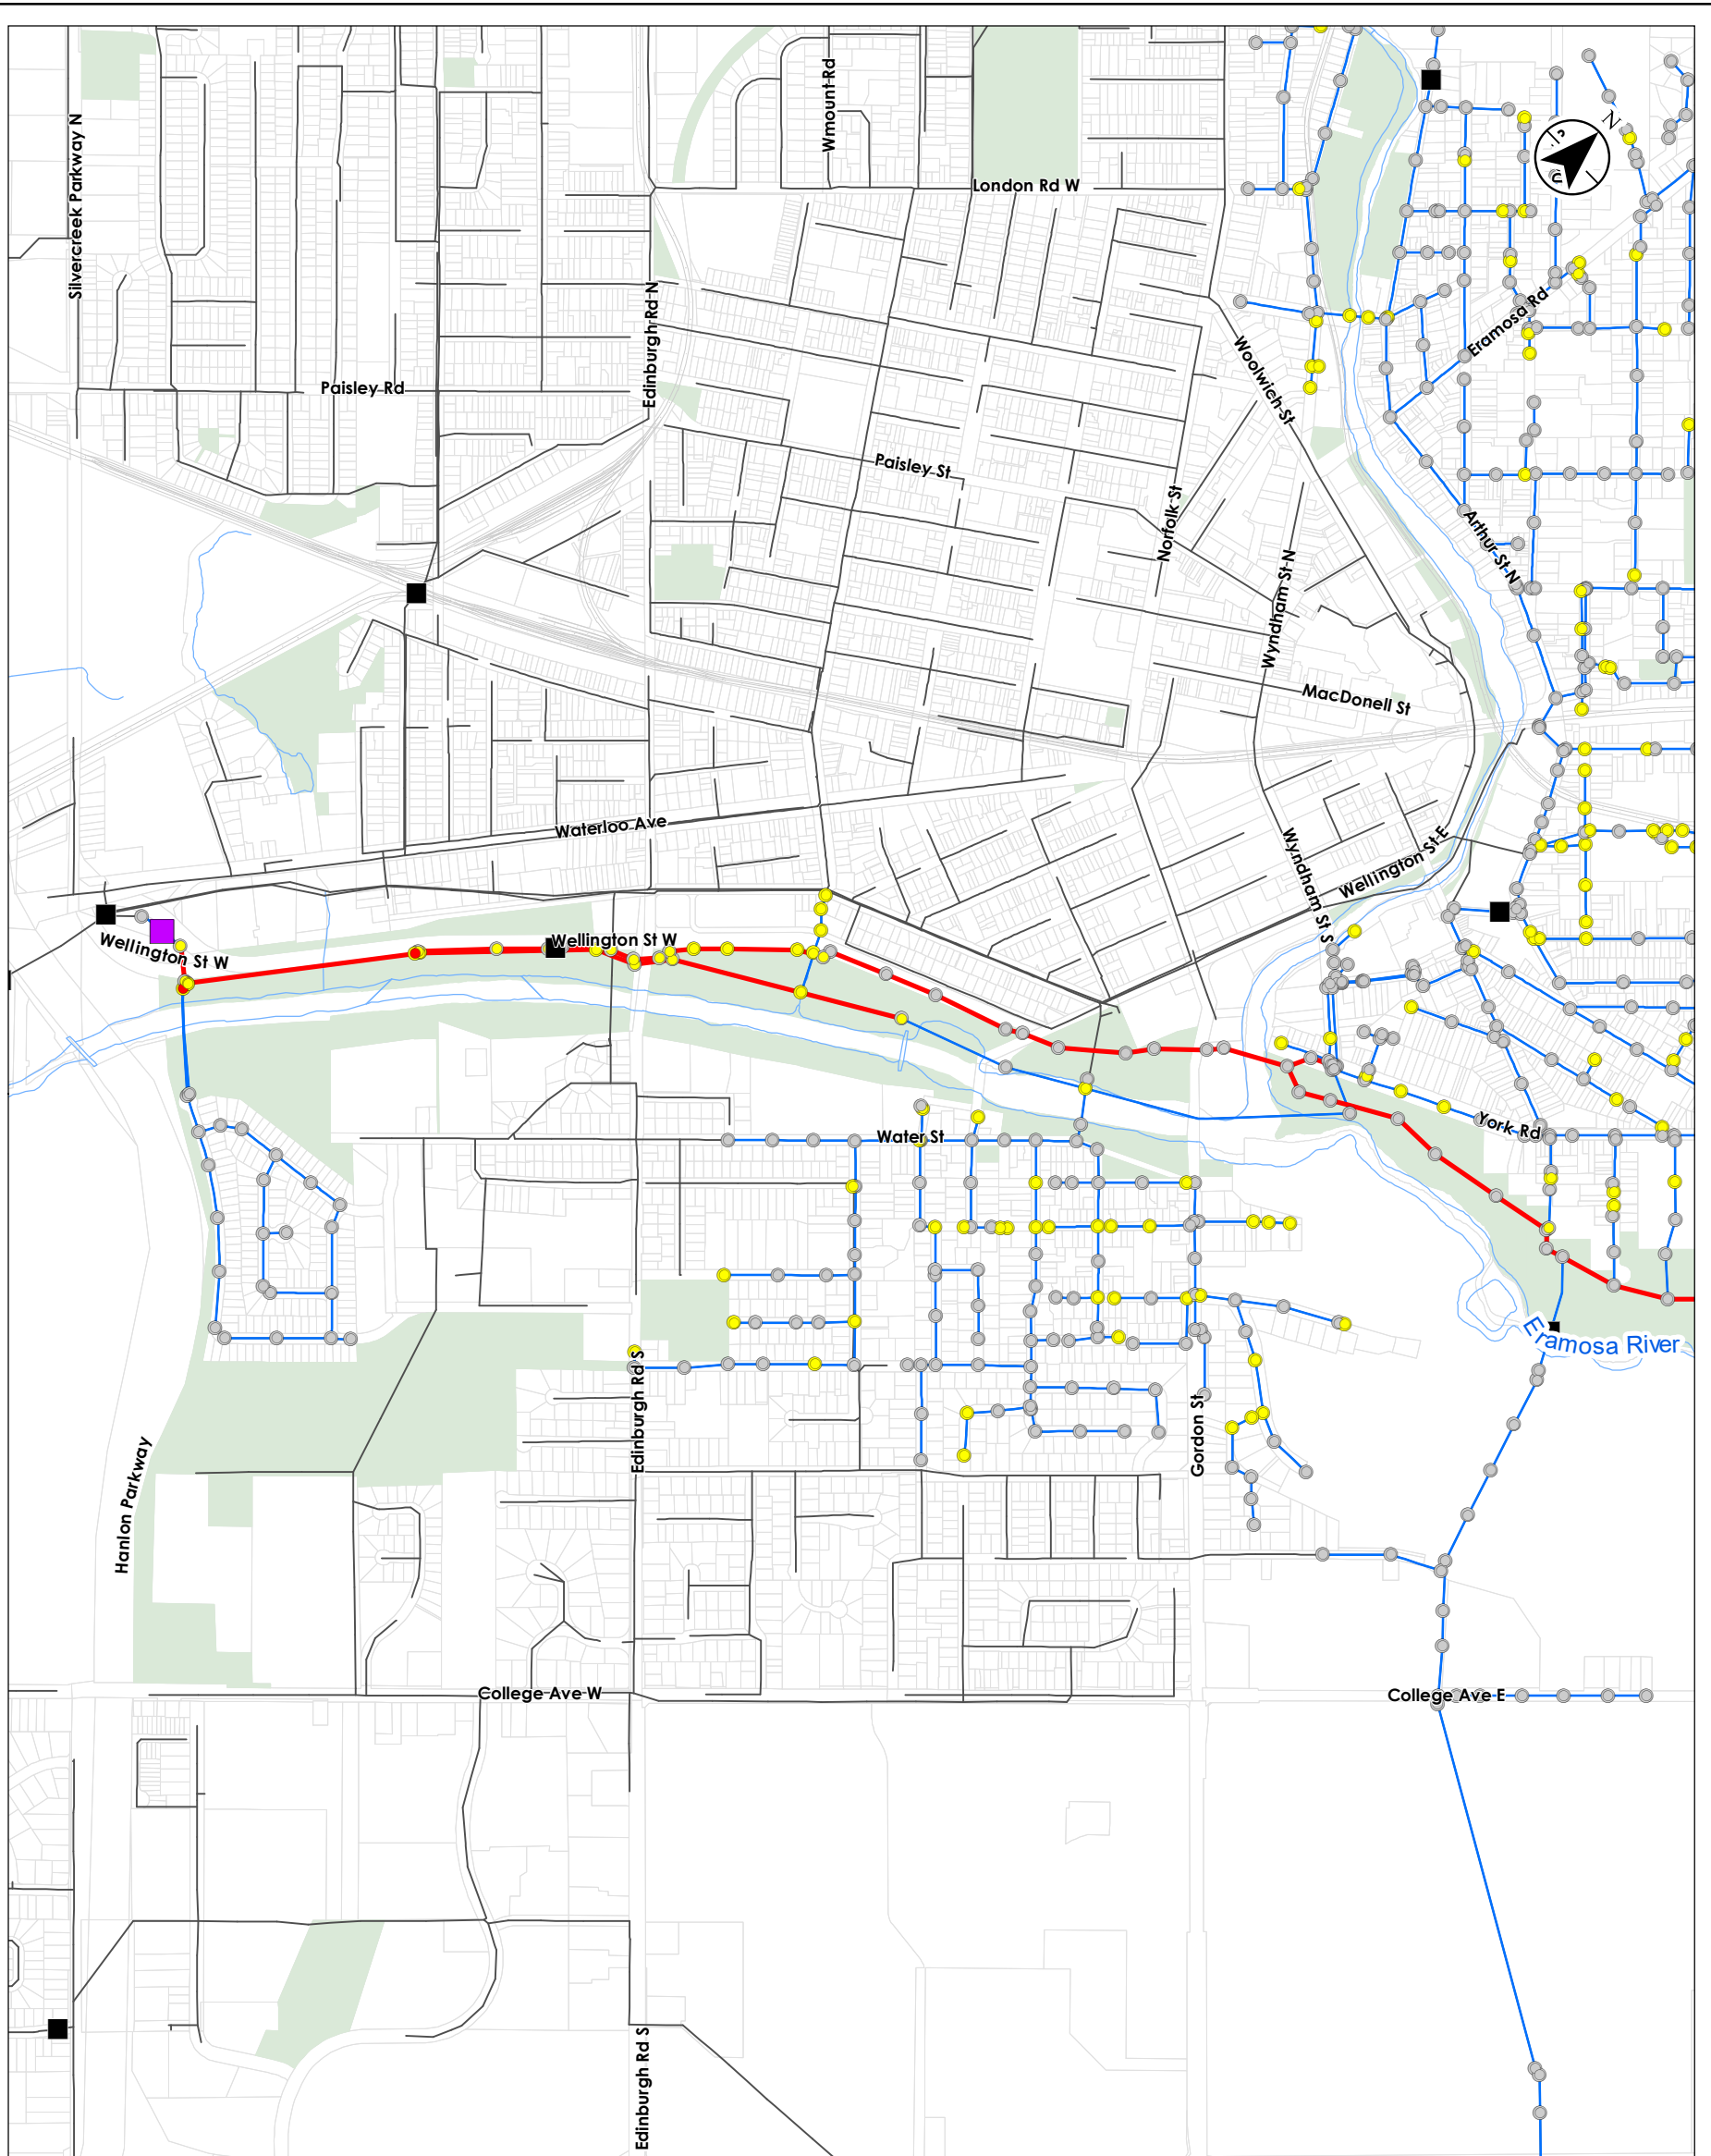 Silvercreek Parkway N
Wmount Rd
N
London Rd W
Edinburgh Rd N
Eramosa Rd
Paisley Rd
Woolwich St
Paisley St
Norfolk St
Arthur St N
Wyndham St N
MacDonell St
Waterloo Ave
Wyndham St S
Wellington St E
Wellington St W
Wellington St W
York Rd
Water St
Eramosa River
Edinburgh Rd S
Gordon St
Hanlon Parkway
College Ave W
College Ave E
Edinburgh Rd S